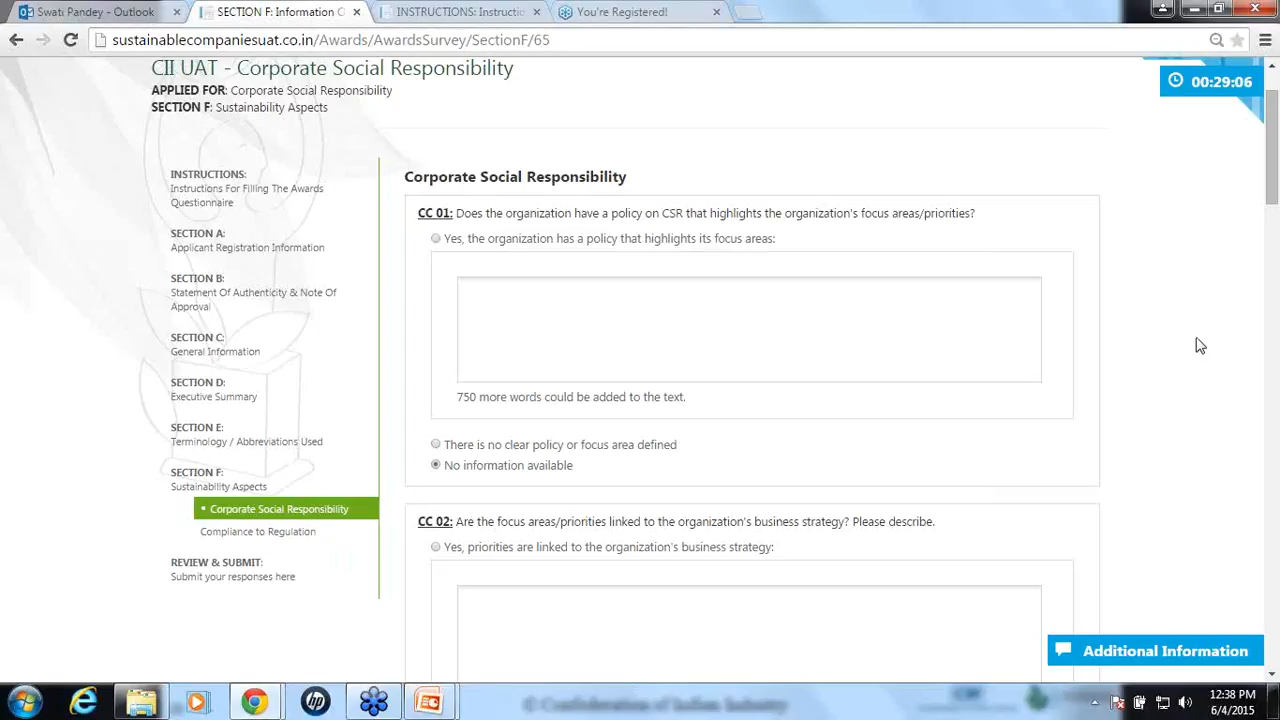 Swati Pandey - Outlook
SECTION F: Information C
INSTRUCTIONS: Instructio
You're Registered!
sustainablecompaniesuat.co.in/Awards/AwardsSurvey/SectionF/65
CII UAT - Corporate Social Responsibility
APPLIED FOR: Corporate Social Responsibility
SECTION F: Sustainability Aspects
00:29:06
INSTRUCTIONS:
Instructions For Filling The Awards
Questionnaire
SECTION A:
Applicant Registration Information
SECTION B:
Statement Of Authenticity & Note Of
Approval
SECTION C:
General Information
SECTION D:
Executive Summary
SECTION E:
Terminology / Abbreviations Used
SECTION F:
Sustainability Aspects
Corporate Social Responsibility
Compliance to Regulation
REVIEW & SUBMIT:
Submit your responses here
Corporate Social Responsibility
CC 01: Does the organization have a policy on CSR that highlights the organization's focus areas/priorities?
Yes, the organization has a policy that highlights its focus areas:
750 more words could be added to the text.
There is no clear policy or focus area defined
No information available
CC 02: Are the focus areas/priorities linked to the organization's business strategy? Please describe.
Yes, priorities are linked to the organization's business strategy:
Additional Information
12:38 PM
6/4/2015